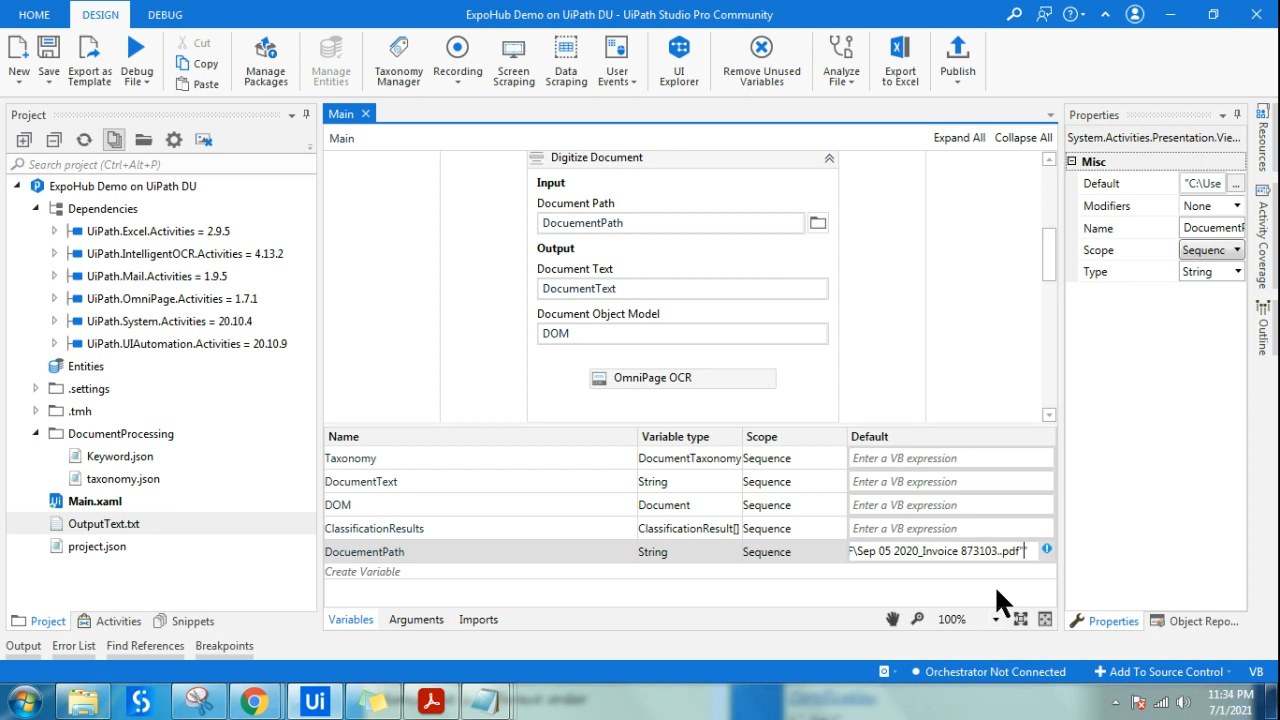 HOME DESIGN DEBUG ExpoHub Demo on UiPath DU - UiPath Studio Pro Community
New Save Export as Template Debug File Cut Copy Paste Manage Packages Manage Entities Taxonomy Manager Recording Screen Scraping Data Scraping User Events UI Explorer Remove Unused Variables Analyze File Export to Excel Publish
Project
Search project (Ctrl+Alt+P)
ExpoHub Demo on UiPath DU
Dependencies
UiPath.Excel.Activities = 2.9.5
UiPath.IntelligentOCR.Activities = 4.13.2
UiPath.Mail.Activities = 1.9.5
UiPath.OmniPage.Activities = 1.7.1
UiPath.System.Activities = 20.10.4
UiPath.UIAutomation.Activities = 20.10.9
Entities
.settings
.tmh
DocumentProcessing
Keyword.json
taxonomy.json
Main.xaml
OutputText.txt
project.json
Project Activities Snippets
Main
Main Expand All Collapse All
Digitize Document
Input
Document Path
DocuementPath
Output
Document Text
DocumentText
Document Object Model
DOM
OmniPage OCR
Name Variable type Scope Default
Taxonomy DocumentTaxonomy Sequence Enter a VB expression
DocumentText String Sequence Enter a VB expression
DOM Document Sequence Enter a VB expression
ClassificationResults ClassificationResult[] Sequence Enter a VB expression
DocuementPath String Sequence \Sep 05 2020_Invoice 873103..pdf"
Create Variable
Variables Arguments Imports 100%
Properties
System.Activities.Presentation.Vie...
Misc
Default "C:\Use ...
Modifiers None
Name DocuementP
Scope Sequenc
Type String
Properties Object Repo...
Resources
Activity Coverage
Outline
Output Error List Find References Breakpoints
Orchestrator Not Connected Add To Source Control VB
Ui
11:34 PM
7/1/2021